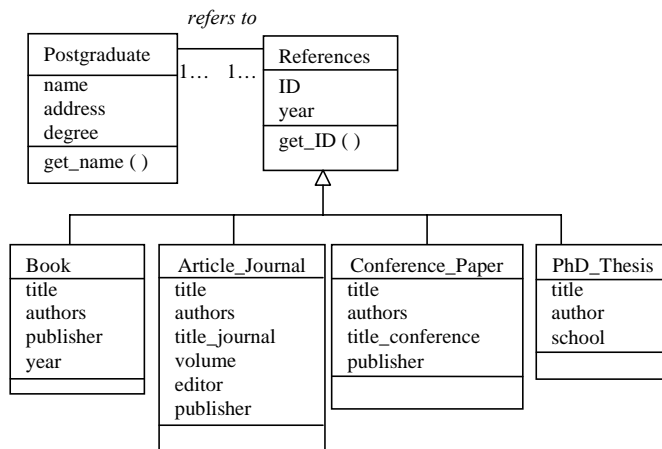 refers to
Postgraduate
name
address
degree
get_name ( )
1… 1…
References
ID
year
get_ID ( )
Book
title
authors
publisher
year
Article_Journal
title
authors
title_journal
volume
editor
publisher
Conference_Paper
title
authors
title_conference
publisher
PhD_Thesis
title
author
school